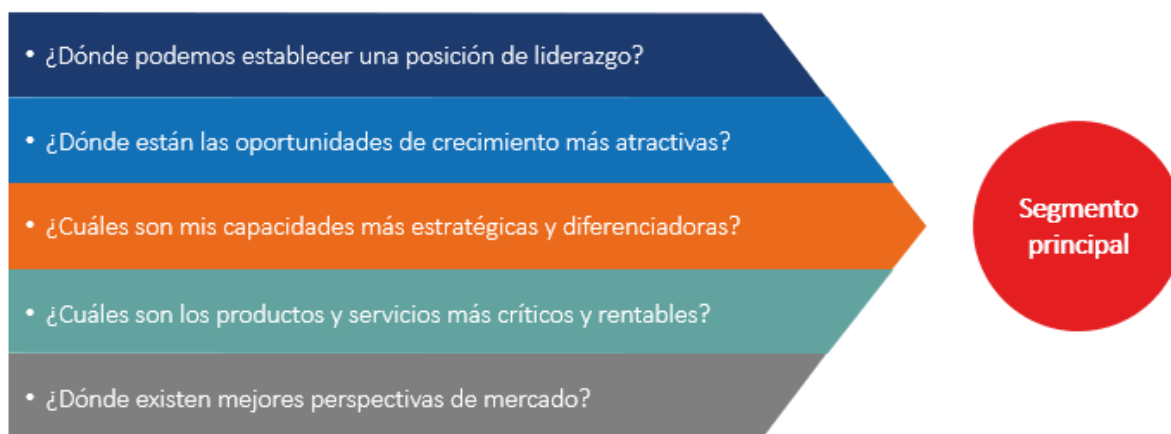 • ¿Dónde podemos establecer una posición de liderazgo?
• ¿Dónde están las oportunidades de crecimiento más atractivas?
• ¿Cuáles son mis capacidades más estratégicas y diferenciadoras?
• ¿Cuáles son los productos y servicios más críticos y rentables?
• ¿Dónde existen mejores perspectivas de mercado?
Segmento
principal